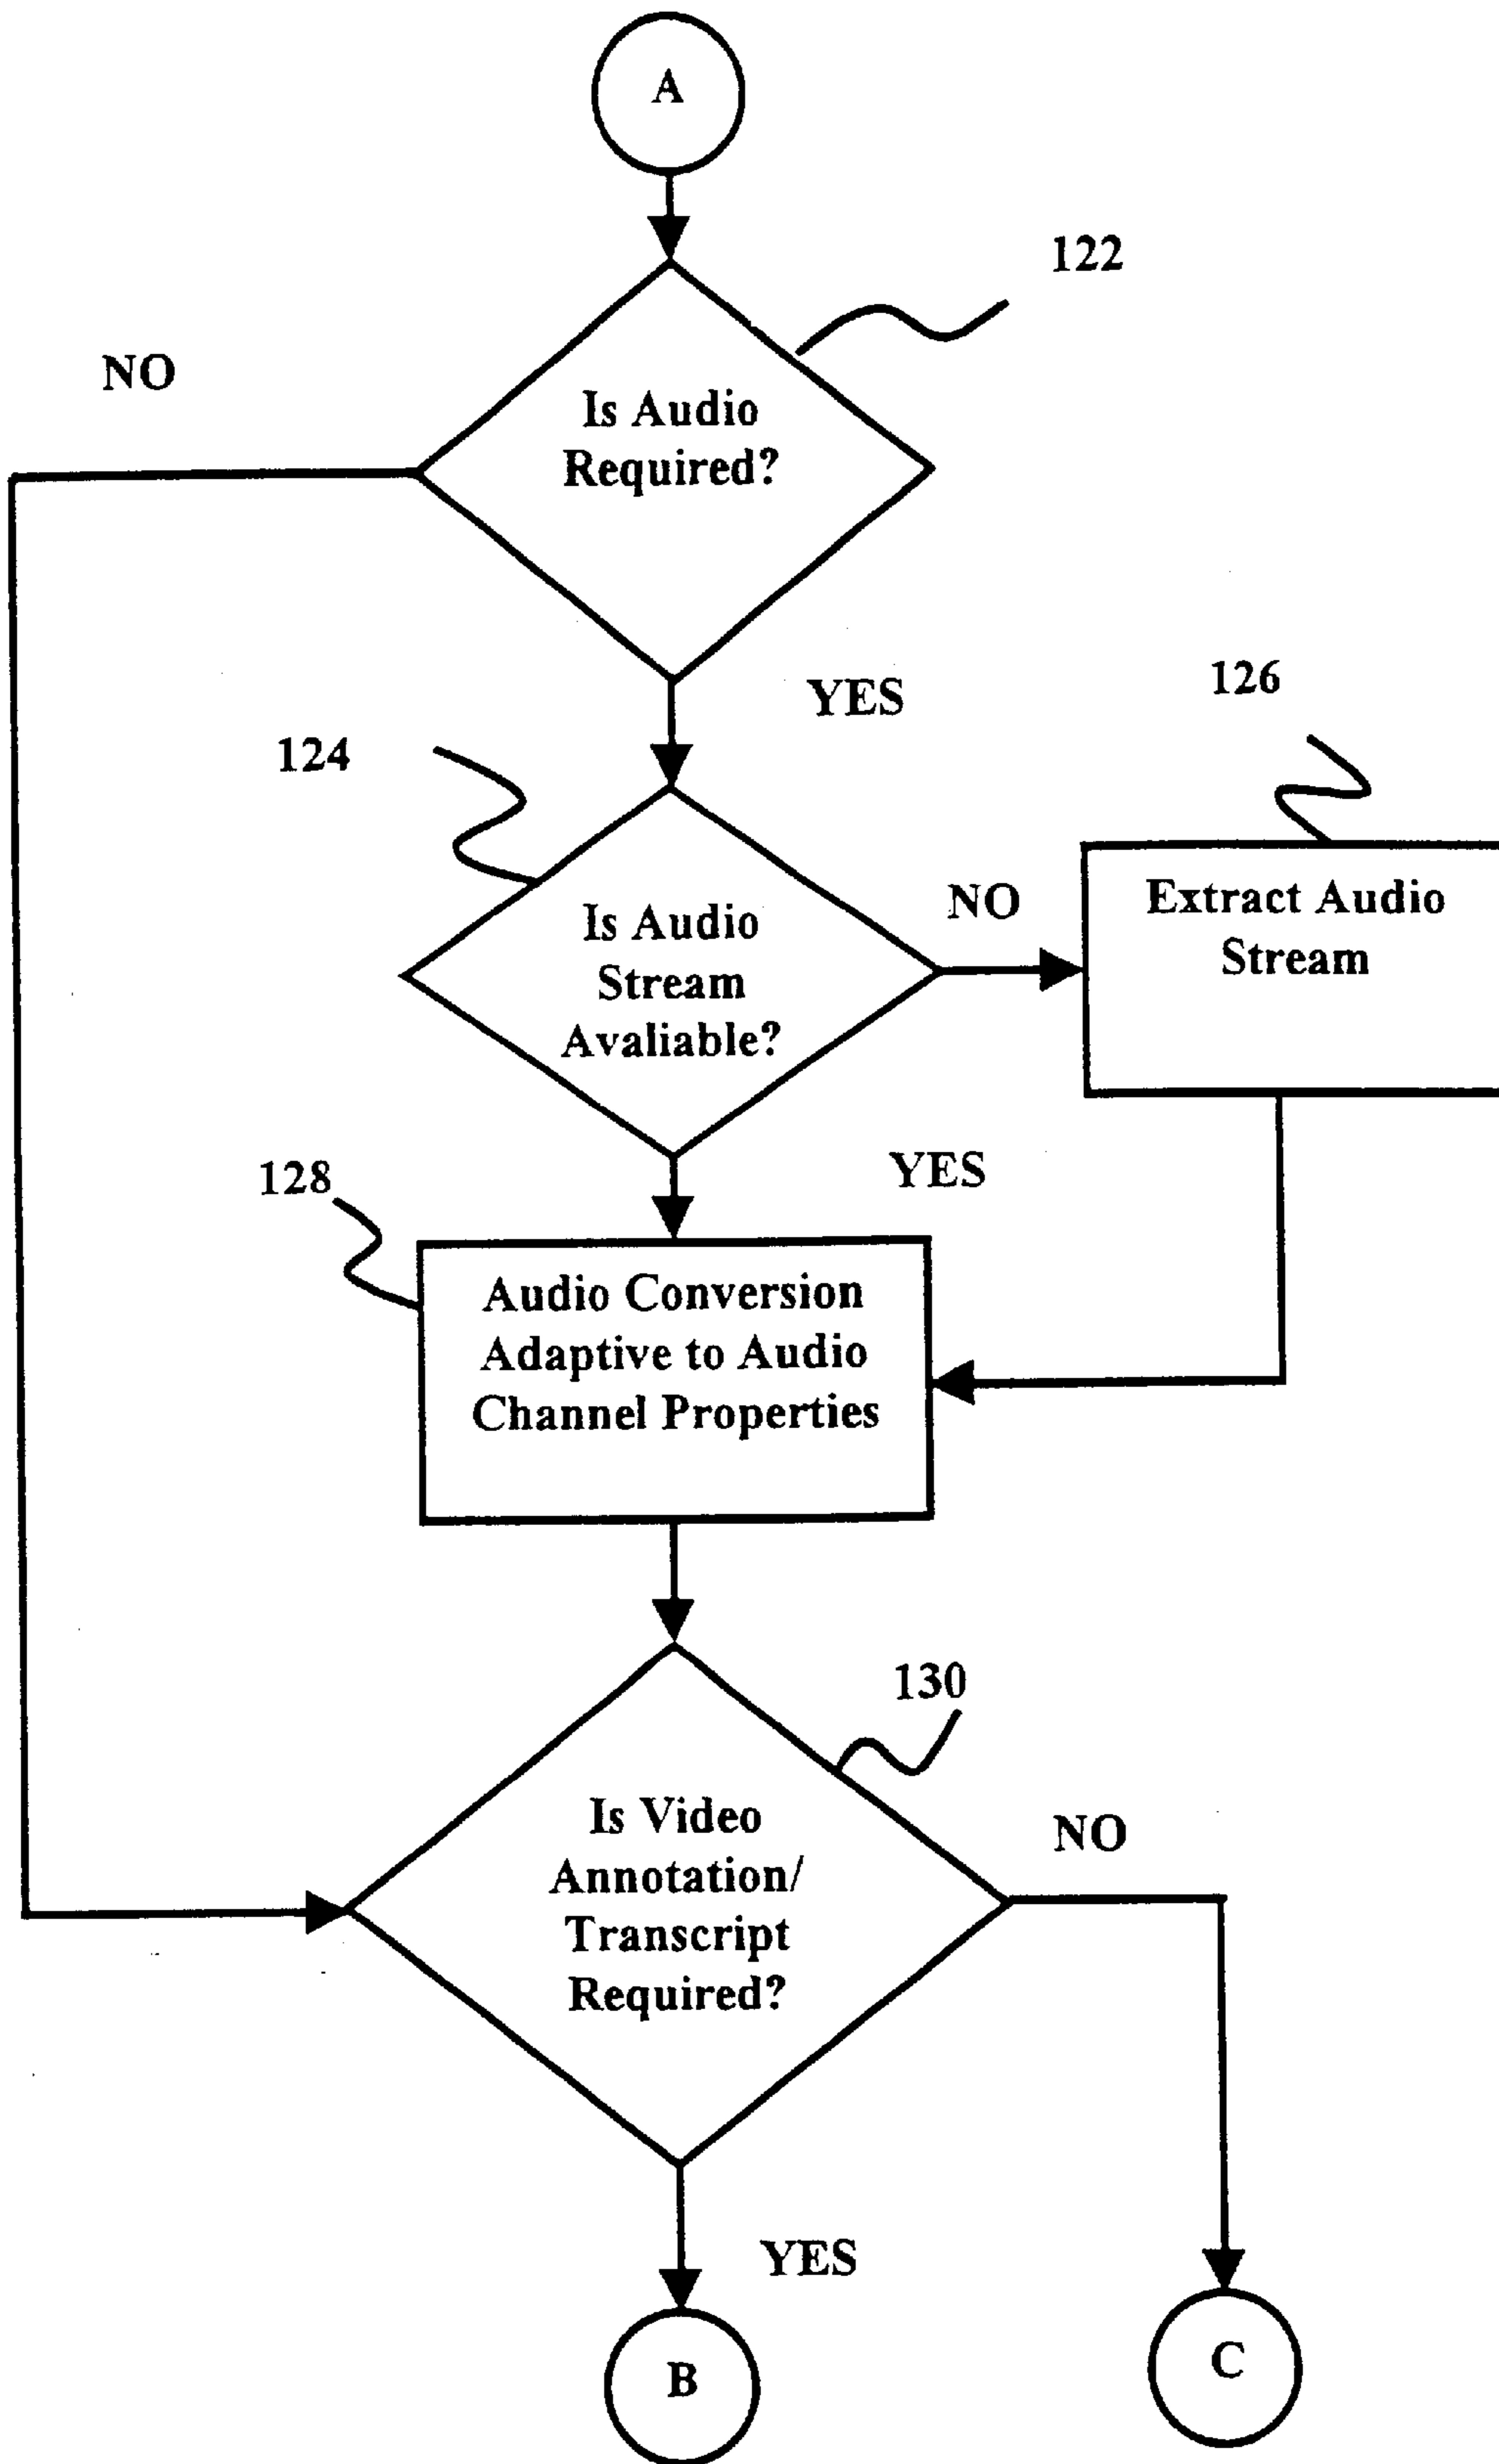 A
122
NO
Is Audio
Required?
YES
126
124
NO
Extract Audio
Stream
Is Audio
Stream
Avaliable?
YES
128
Audio Conversion
Adaptive to Audio
Channel Properties
130
Is Video
Annotation/
Transcript
Required?
NO
YES
B
C